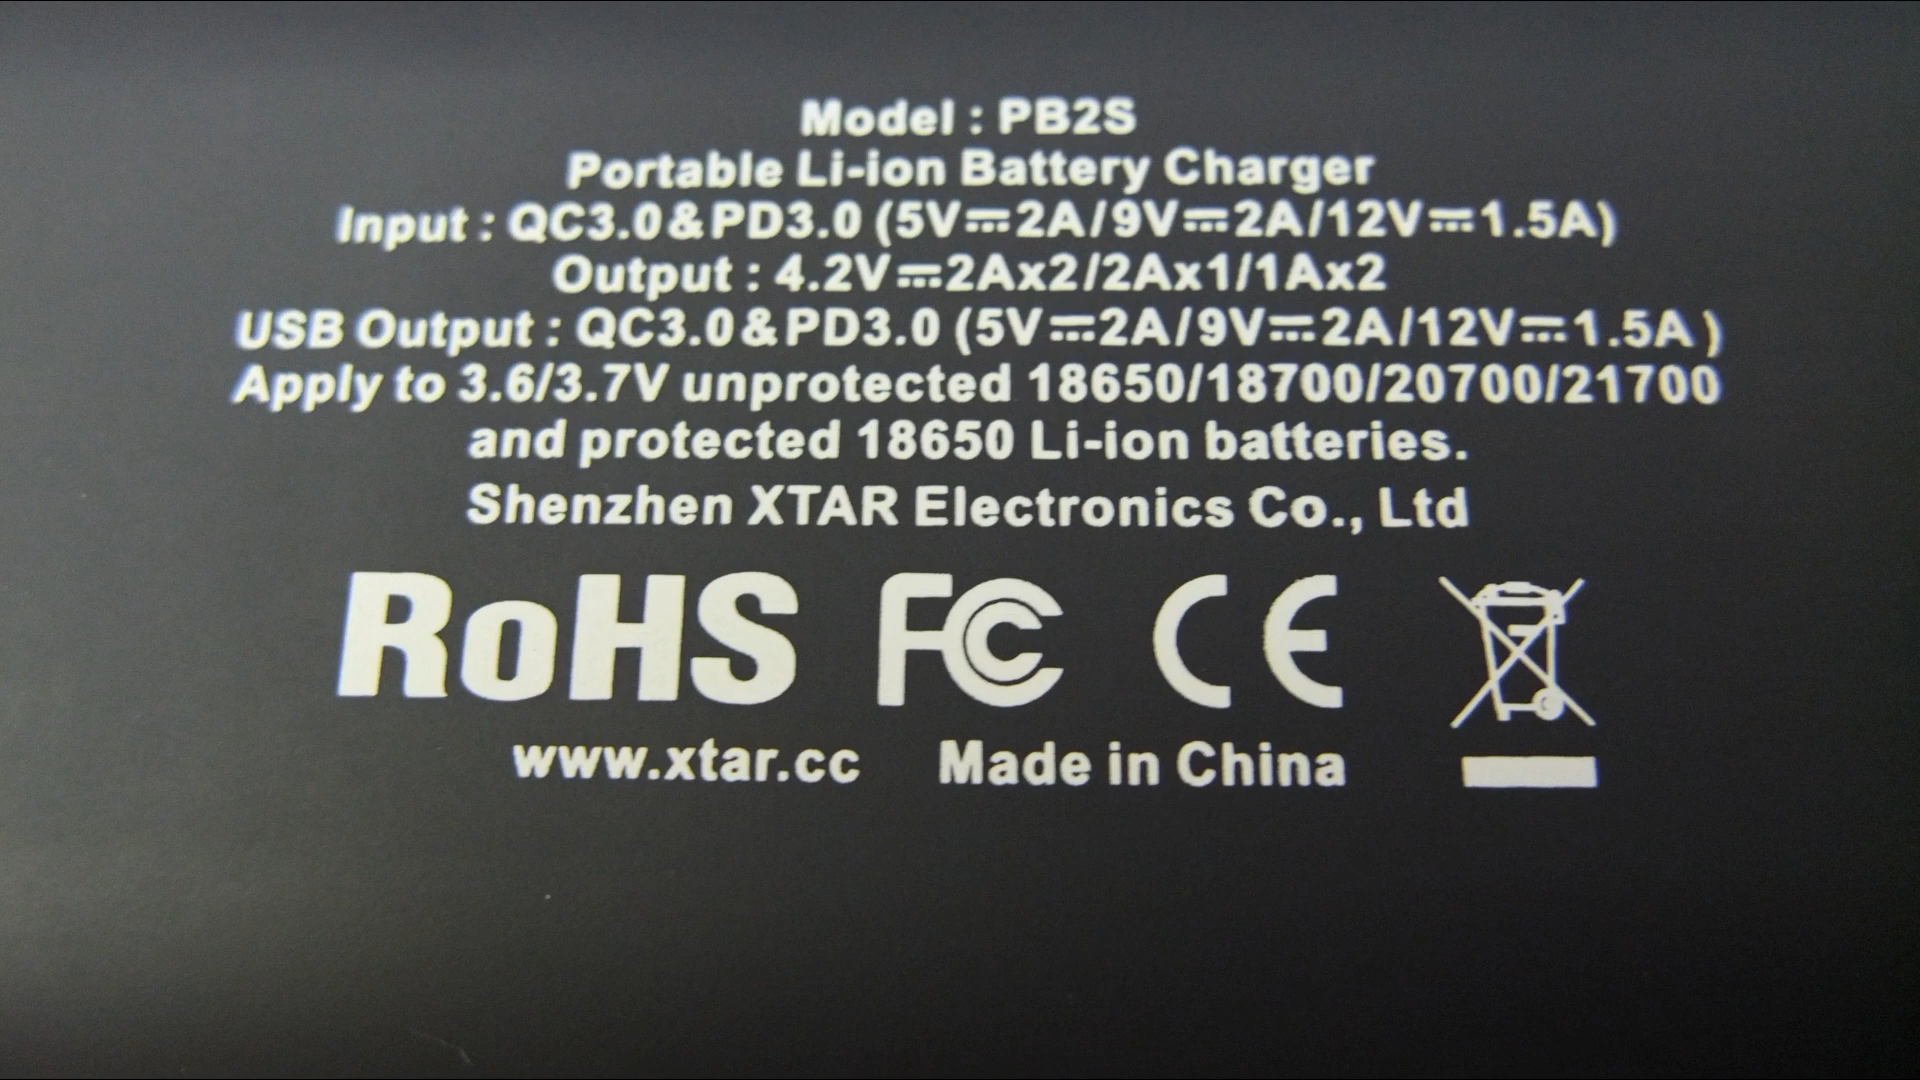 Model : PB2S
Portable Li-ion Battery Charger
Input : QC3.0&PD3.0 (5V⎓2A/9V⎓2A/12V⎓1.5A)
Output : 4.2V⎓2Ax2/2Ax1/1Ax2
USB Output : QC3.0&PD3.0 (5V⎓2A/9V⎓2A/12V⎓1.5A)
Apply to 3.6/3.7V unprotected 18650/18700/20700/21700
and protected 18650 Li-ion batteries.
Shenzhen XTAR Electronics Co., Ltd
RoHS FC CE
www.xtar.cc Made in China